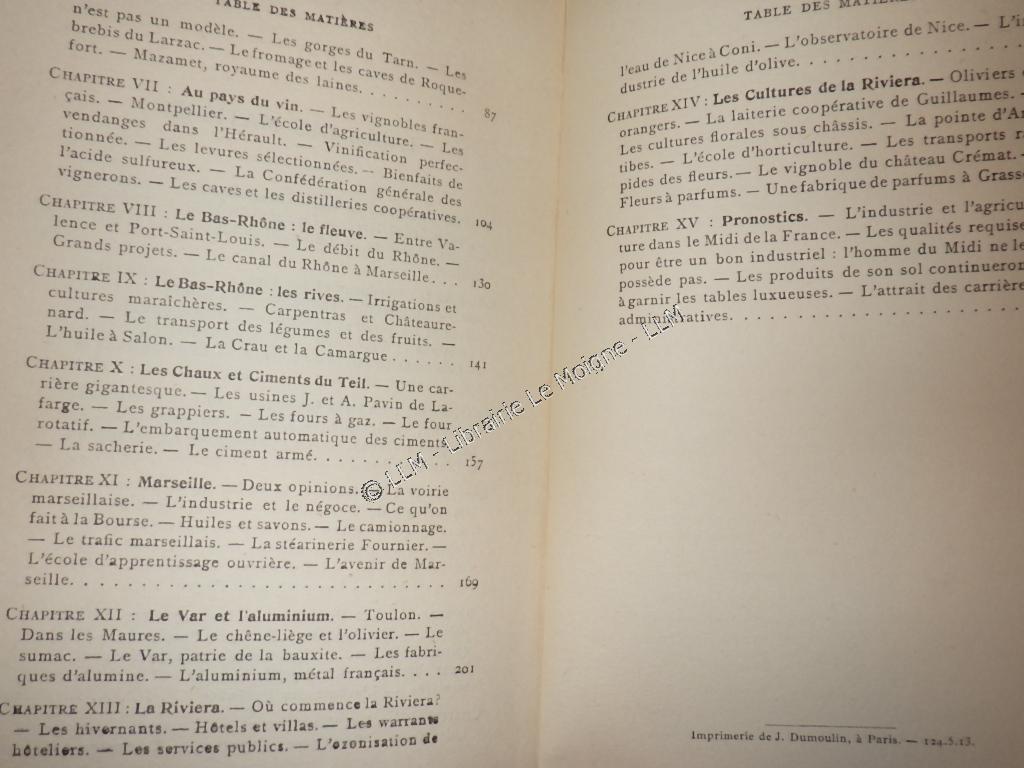 TABLE DES MATIÈRES
n'est pas un modèle. — Les gorges du Tarn. — Les
brebis du Larzac. — Le fromage et les caves de Roque-
fort. — Mazamet, royaume des laines. . . . . . . . . . 87
CHAPITRE VII : Au pays du vin. — Les vignobles fran-
çais. — Montpellier. — L'école d'agriculture. — Les
vendanges dans l'Hérault. — Vinification perfec-
tionnée. — Les levures sélectionnées. — Bienfaits de
l'acide sulfureux. — La Confédération générale des
vignerons. — Les caves et les distilleries coopératives. 104
CHAPITRE VIII : Le Bas-Rhône : le fleuve. — Entre Va-
lence et Port-Saint-Louis. — Le débit du Rhône. —
Grands projets. — Le canal du Rhône à Marseille. . . 130
CHAPITRE IX : Le Bas-Rhône : les rives. — Irrigations et
cultures maraîchères. — Carpentras et Châteaure-
nard. — Le transport des légumes et des fruits. —
L'huile à Salon. — La Crau et la Camargue . . . . . . 141
CHAPITRE X : Les Chaux et Ciments du Teil. — Une car-
rière gigantesque. — Les usines J. et A. Pavin de La-
farge. — Les grappiers. — Les fours à gaz. — Le four
rotatif. — L'embarquement automatique des ciments.
— La sacherie. — Le ciment armé. . . . . . . . . . . 157
CHAPITRE XI : Marseille. — Deux opinions. — La voirie
marseillaise. — L'industrie et le négoce. — Ce qu'on
fait à la Bourse. — Huiles et savons. — Le camionnage.
— Le trafic marseillais. — La stéarinerie Fournier. —
L'école d'apprentissage ouvrière. — L'avenir de Mar-
seille. . . . . . . . . . . . . . . . . . . . . . . . . . . . 169
CHAPITRE XII : Le Var et l'aluminium. — Toulon. —
Dans les Maures. — Le chêne-liège et l'olivier. — Le
sumac. — Le Var, patrie de la bauxite. — Les fabri-
ques d'alumine. — L'aluminium, métal français. . . . 201
CHAPITRE XIII : La Riviera. — Où commence la Riviera?
— Les hivernants. — Hôtels et villas. — Les warrants
hôteliers. — Les services publics. — L'ozonisation de
TABLE DES MATIÈRES
l'eau de Nice à Coni. — L'observatoire de Nice. — L'in
dustrie de l'huile d'olive. . . . . . . . . . . . . . . .
CHAPITRE XIV : Les Cultures de la Riviera. — Oliviers
orangers. — La laiterie coopérative de Guillaumes. —
Les cultures florales sous châssis. — La pointe d'An
tibes. — L'école d'horticulture. — Les transports ra
pides des fleurs. — Le vignoble du château Crémat. —
Fleurs à parfums. — Une fabrique de parfums à Grasse
CHAPITRE XV : Pronostics. — L'industrie et l'agricu
ture dans le Midi de la France. — Les qualités requise
pour être un bon industriel : l'homme du Midi ne le
possède pas. — Les produits de son sol continueron
à garnir les tables luxueuses. — L'attrait des carrière
administratives. . . . . . . . . . . . . . . . . . . .
© LLM - Librairie Le Moigne - LLM
Imprimerie de J. Dumoulin, à Paris. — 124.5.13.